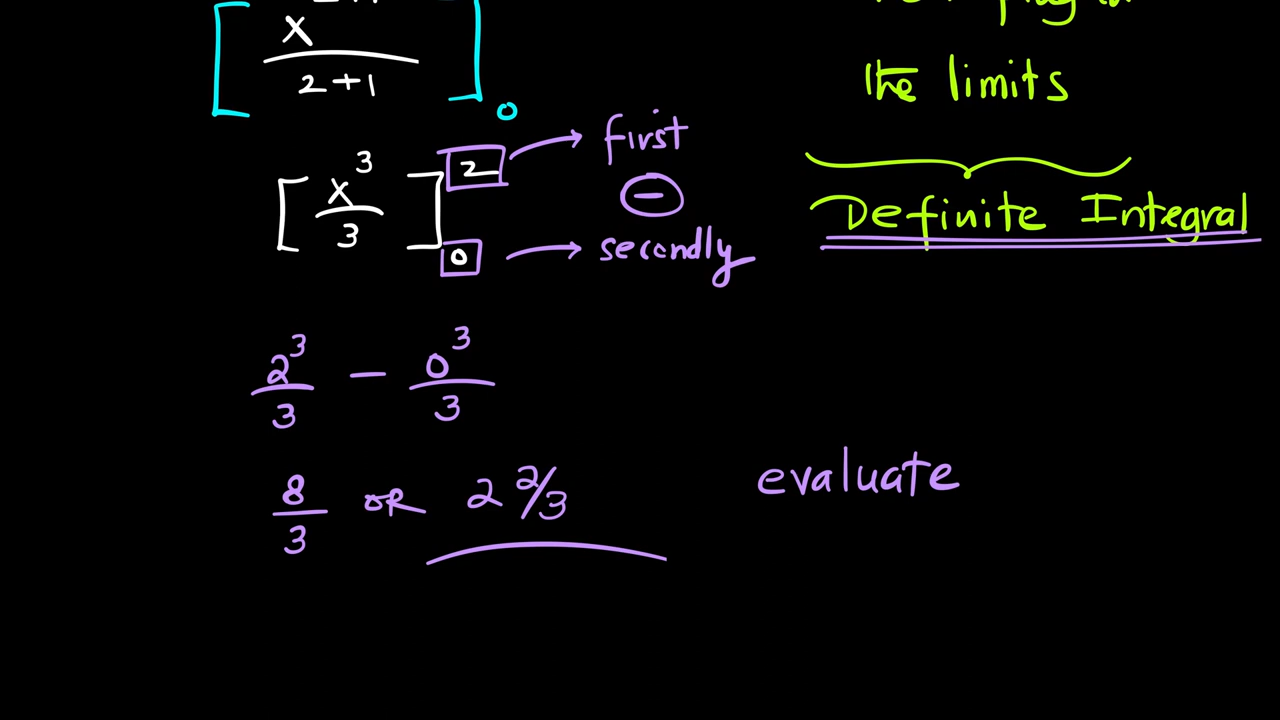 x
2+1
0
the limits
[x³/3]
2
0
first
−
secondly
Definite Integral
2³/3 − 0³/3
8/3 OR 2 2/3
evaluate